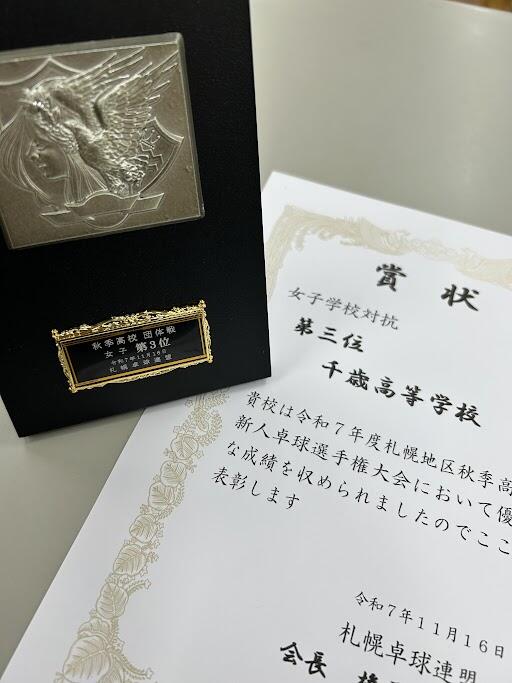 秋季高校 団体戦
女子 第3位
令和7年11月16日
札幌卓球連盟
賞状
女子学校対抗
第三位
千歳高等学校
貴校は令和7年度札幌地区秋季高
新人卓球選手権大会において優
な成績を収められましたのでここ
表彰します
令和7年11月16日
札幌卓球連盟
会長